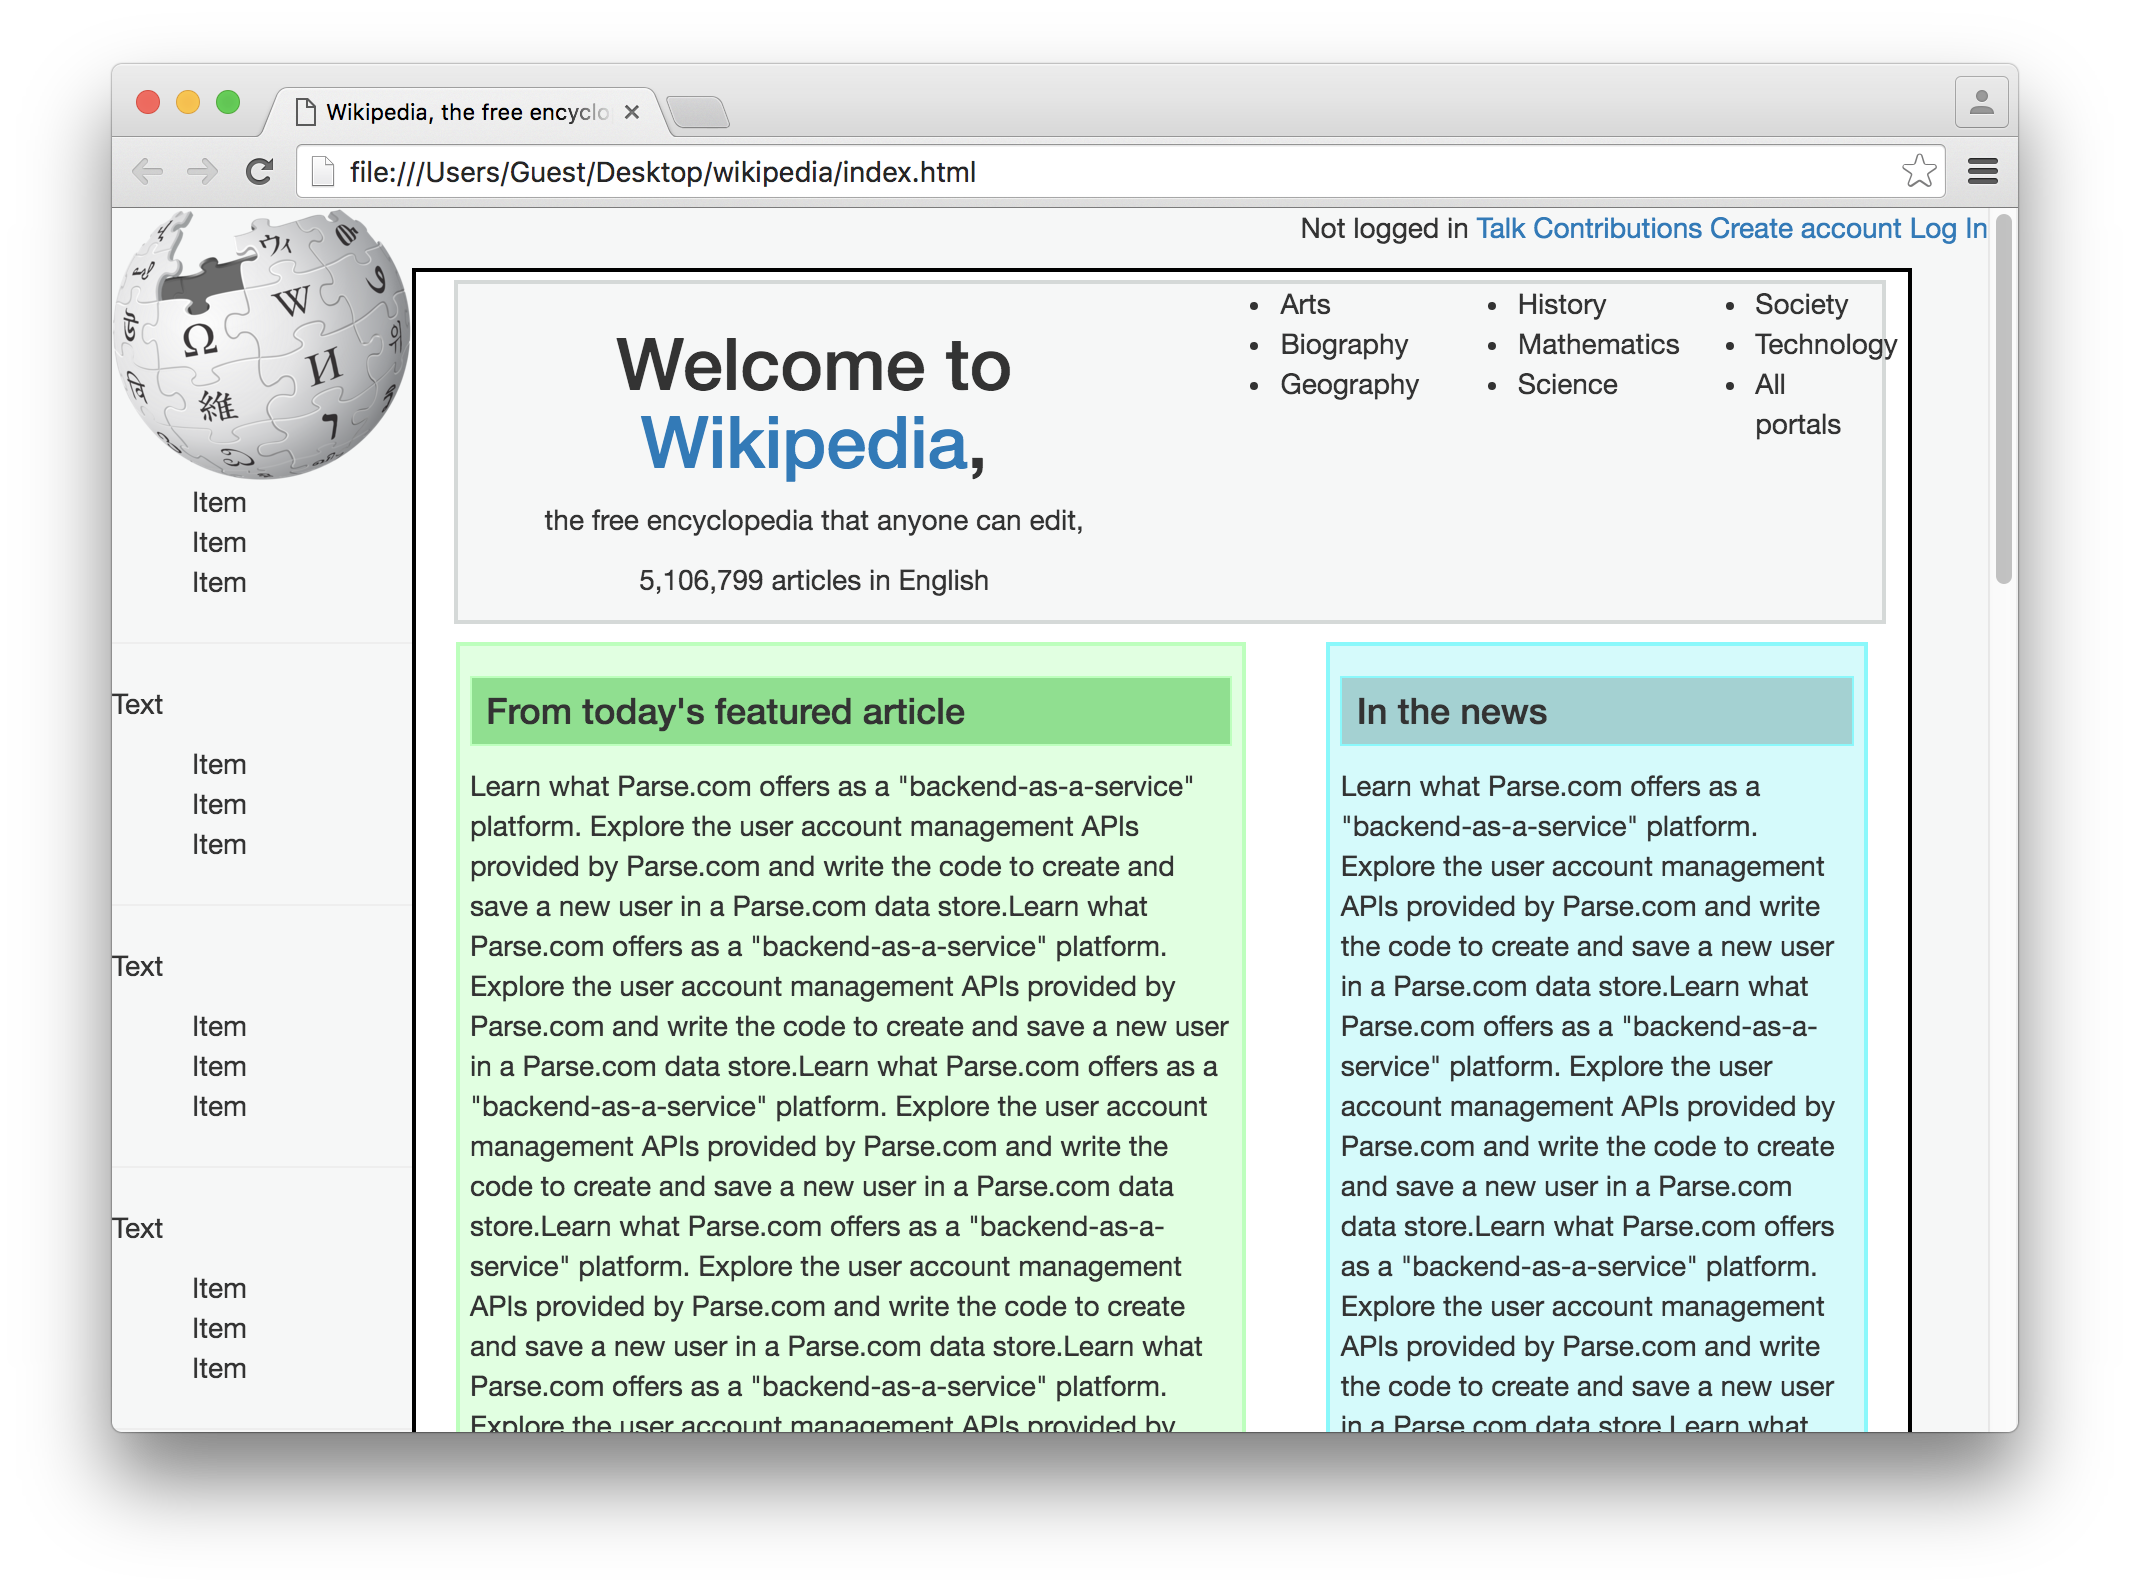 Wikipedia, the free encyclo
file:///Users/Guest/Desktop/wikipedia/index.html
Not logged in Talk Contributions Create account Log In
ウィ
W
Ω
И
維
Item
Item
Item
Text
Item
Item
Item
Text
Item
Item
Item
Text
Item
Item
Item
Welcome to
Wikipedia,
the free encyclopedia that anyone can edit,
5,106,799 articles in English
• Arts
• Biography
• Geography
• History
• Mathematics
• Science
• Society
• Technology
• All
portals
From today's featured article
Learn what Parse.com offers as a "backend-as-a-service"
platform. Explore the user account management APIs
provided by Parse.com and write the code to create and
save a new user in a Parse.com data store.Learn what
Parse.com offers as a "backend-as-a-service" platform.
Explore the user account management APIs provided by
Parse.com and write the code to create and save a new user
in a Parse.com data store.Learn what Parse.com offers as a
"backend-as-a-service" platform. Explore the user account
management APIs provided by Parse.com and write the
code to create and save a new user in a Parse.com data
store.Learn what Parse.com offers as a "backend-as-a-
service" platform. Explore the user account management
APIs provided by Parse.com and write the code to create
and save a new user in a Parse.com data store.Learn what
Parse.com offers as a "backend-as-a-service" platform.
Explore the user account management APIs provided by
In the news
Learn what Parse.com offers as a
"backend-as-a-service" platform.
Explore the user account management
APIs provided by Parse.com and write
the code to create and save a new user
in a Parse.com data store.Learn what
Parse.com offers as a "backend-as-a-
service" platform. Explore the user
account management APIs provided by
Parse.com and write the code to create
and save a new user in a Parse.com
data store.Learn what Parse.com offers
as a "backend-as-a-service" platform.
Explore the user account management
APIs provided by Parse.com and write
the code to create and save a new user
in a Parse.com data store.Learn what